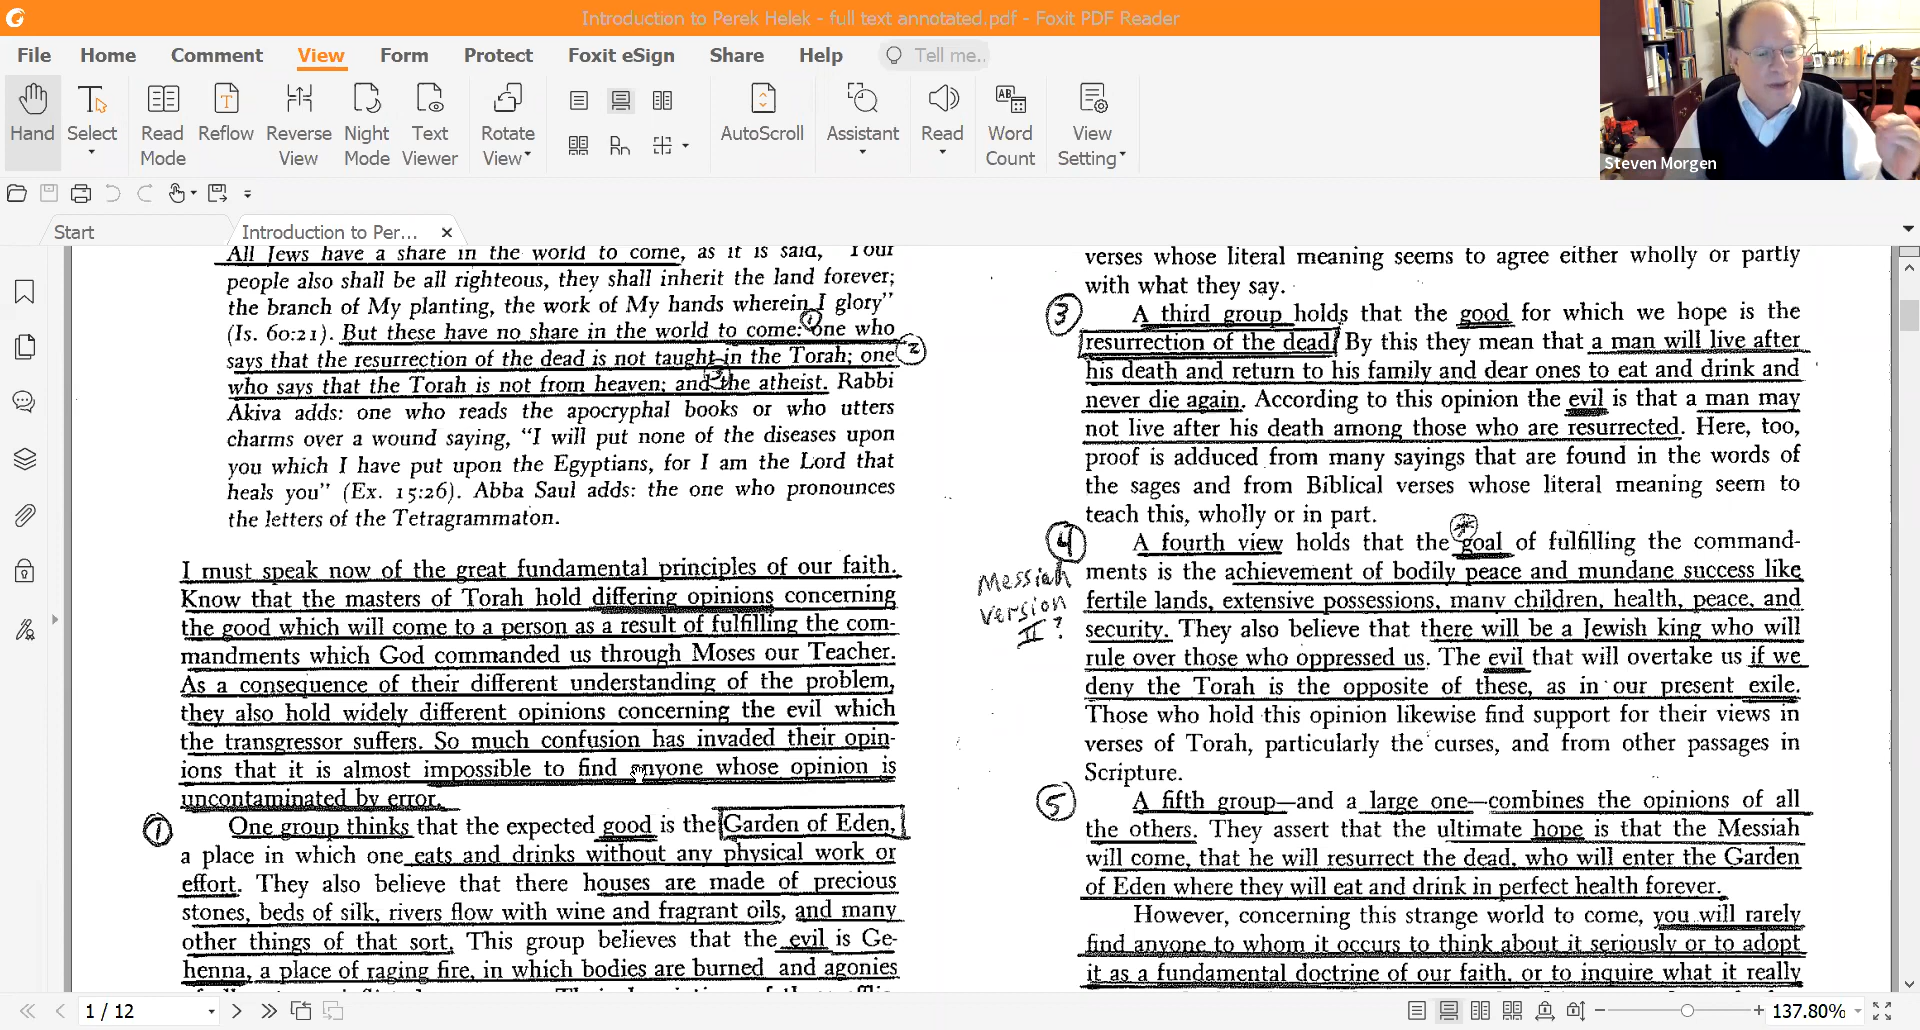 Introduction to Perek Helek - full text annotated.pdf - Foxit PDF Reader
File Home Comment View Form Protect Foxit eSign Share Help Tell me..
Hand Select Read Mode Reflow Reverse View Night Mode Text Viewer Rotate View AutoScroll Assistant Read Word Count View Setting
Steven Morgen
Start Introduction to Per...
All Jews have a share in the world to come, as it is said, "Your
people also shall be all righteous, they shall inherit the land forever;
the branch of My planting, the work of My hands wherein I glory"
(Is. 60:21). But these have no share in the world to come: one who
says that the resurrection of the dead is not taught in the Torah; one
who says that the Torah is not from heaven; and the atheist. Rabbi
Akiva adds: one who reads the apocryphal books or who utters
charms over a wound saying, "I will put none of the diseases upon
you which I have put upon the Egyptians, for I am the Lord that
heals you" (Ex. 15:26). Abba Saul adds: the one who pronounces
the letters of the Tetragrammaton.
1
2
3
I must speak now of the great fundamental principles of our faith.
Know that the masters of Torah hold differing opinions concerning
the good which will come to a person as a result of fulfilling the com-
mandments which God commanded us through Moses our Teacher.
As a consequence of their different understanding of the problem,
they also hold widely different opinions concerning the evil which
the transgressor suffers. So much confusion has invaded their opin-
ions that it is almost impossible to find anyone whose opinion is
uncontaminated by error.
1
One group thinks that the expected good is the Garden of Eden,
a place in which one eats and drinks without any physical work or
effort. They also believe that there houses are made of precious
stones, beds of silk, rivers flow with wine and fragrant oils, and many
other things of that sort. This group believes that the evil is Ge-
henna, a place of raging fire, in which bodies are burned and agonies
verses whose literal meaning seems to agree either wholly or partly
with what they say.
3
A third group holds that the good for which we hope is the
resurrection of the dead. By this they mean that a man will live after
his death and return to his family and dear ones to eat and drink and
never die again. According to this opinion the evil is that a man may
not live after his death among those who are resurrected. Here, too,
proof is adduced from many sayings that are found in the words of
the sages and from Biblical verses whose literal meaning seem to
teach this, wholly or in part.
4
A fourth view holds that the goal of fulfilling the command-
ments is the achievement of bodily peace and mundane success like
fertile lands, extensive possessions, many children, health, peace, and
security. They also believe that there will be a Jewish king who will
rule over those who oppressed us. The evil that will overtake us if we
deny the Torah is the opposite of these, as in our present exile.
Those who hold this opinion likewise find support for their views in
verses of Torah, particularly the curses, and from other passages in
Scripture.
Messiah
version
II?
5
A fifth group—and a large one—combines the opinions of all
the others. They assert that the ultimate hope is that the Messiah
will come, that he will resurrect the dead, who will enter the Garden
of Eden where they will eat and drink in perfect health forever.
However, concerning this strange world to come, you will rarely
find anyone to whom it occurs to think about it seriously or to adopt
it as a fundamental doctrine of our faith, or to inquire what it really
1 / 12
137.80%